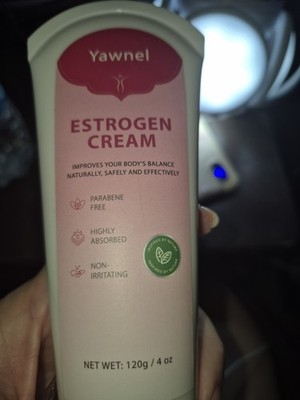 Yawnel
ESTROGEN
CREAM
IMPROVES YOUR BODY'S BALANCE
NATURALLY, SAFELY AND EFFECTIVELY
PARABENE
FREE
HIGHLY
ABSORBED
NON-
IRRITATING
NET WET: 120g / 4 oz